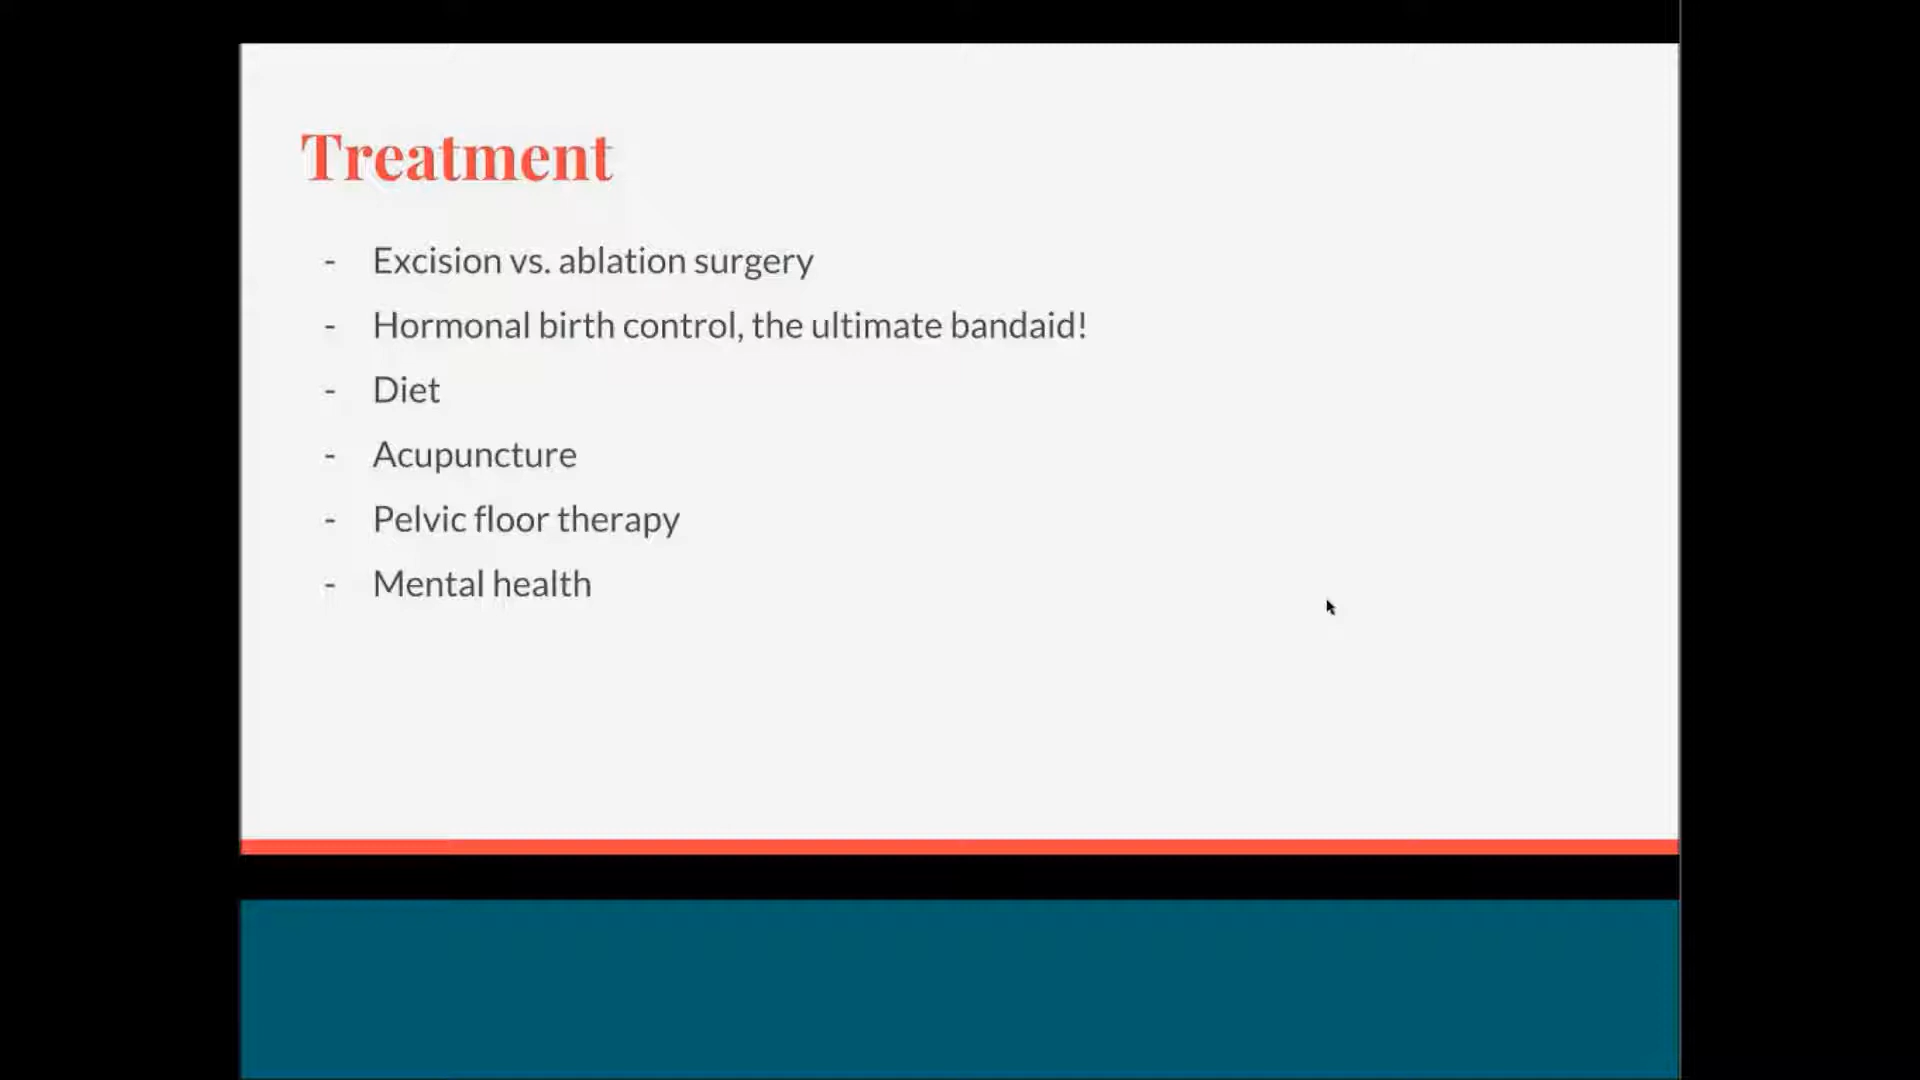 Treatment
- Excision vs. ablation surgery
- Hormonal birth control, the ultimate bandaid!
- Diet
- Acupuncture
- Pelvic floor therapy
- Mental health